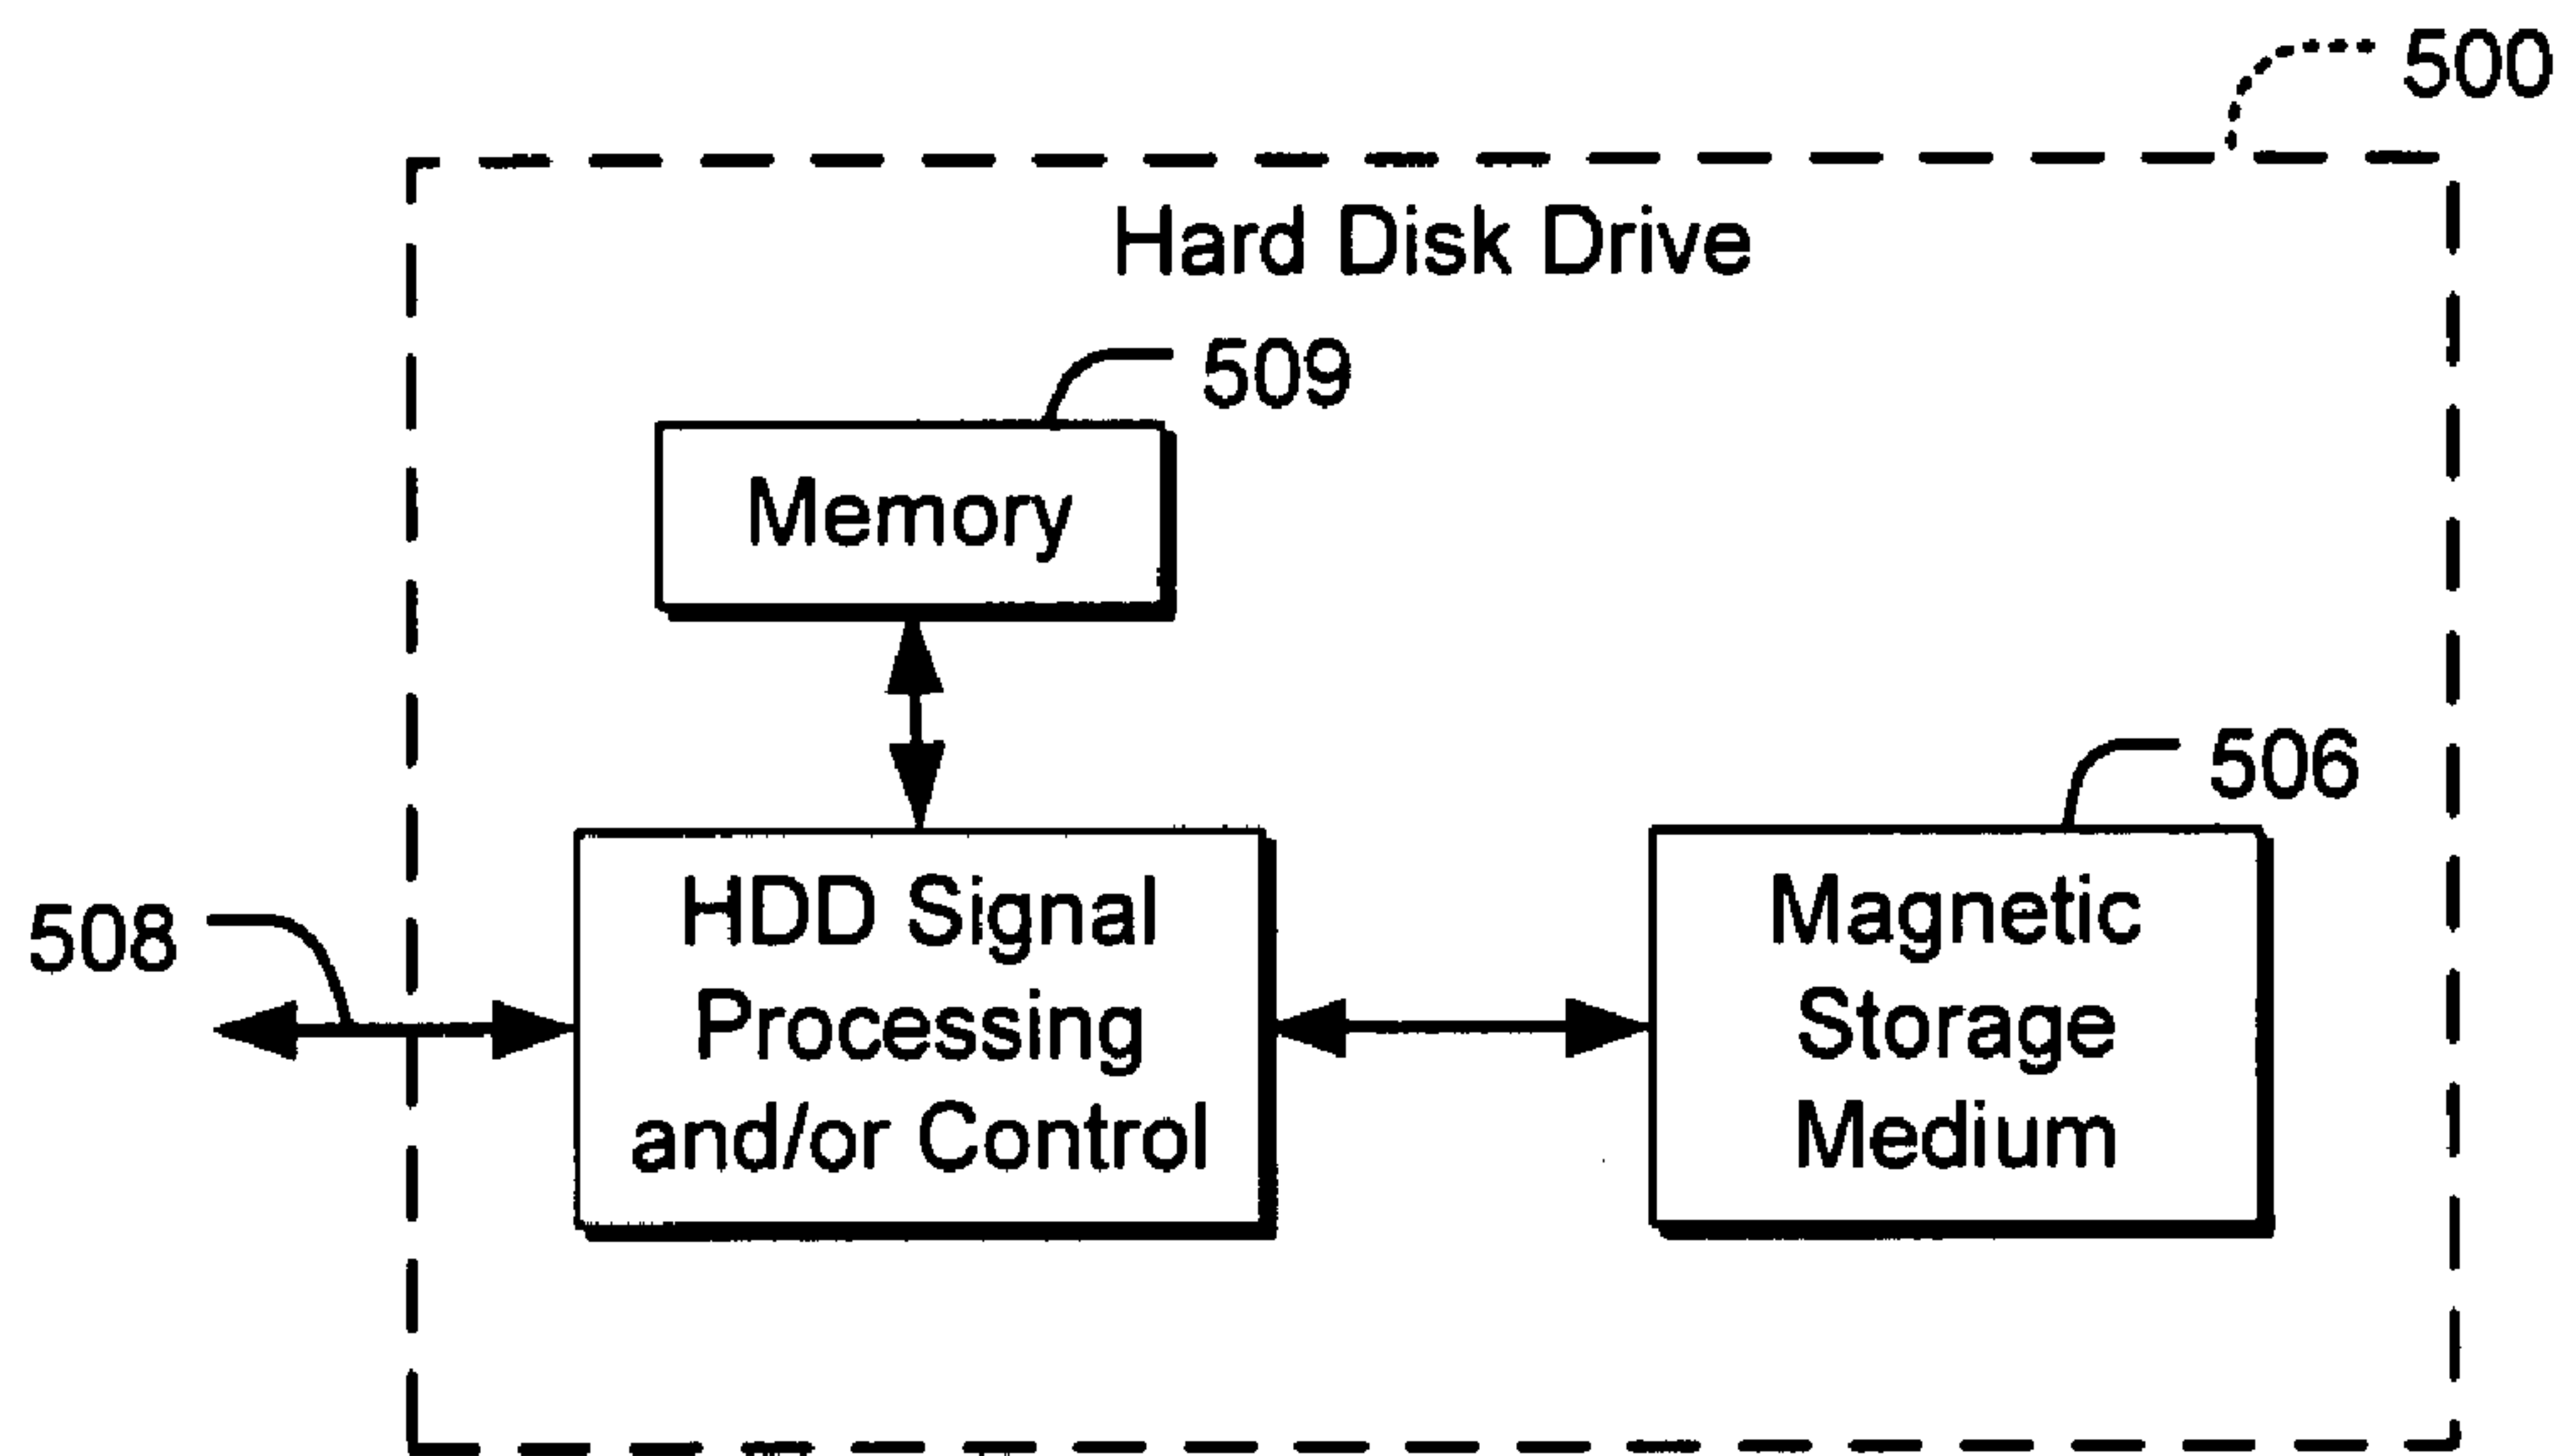 500
Hard Disk Drive
509
Memory
506
508
HDD Signal
Processing
and/or Control
Magnetic
Storage
Medium